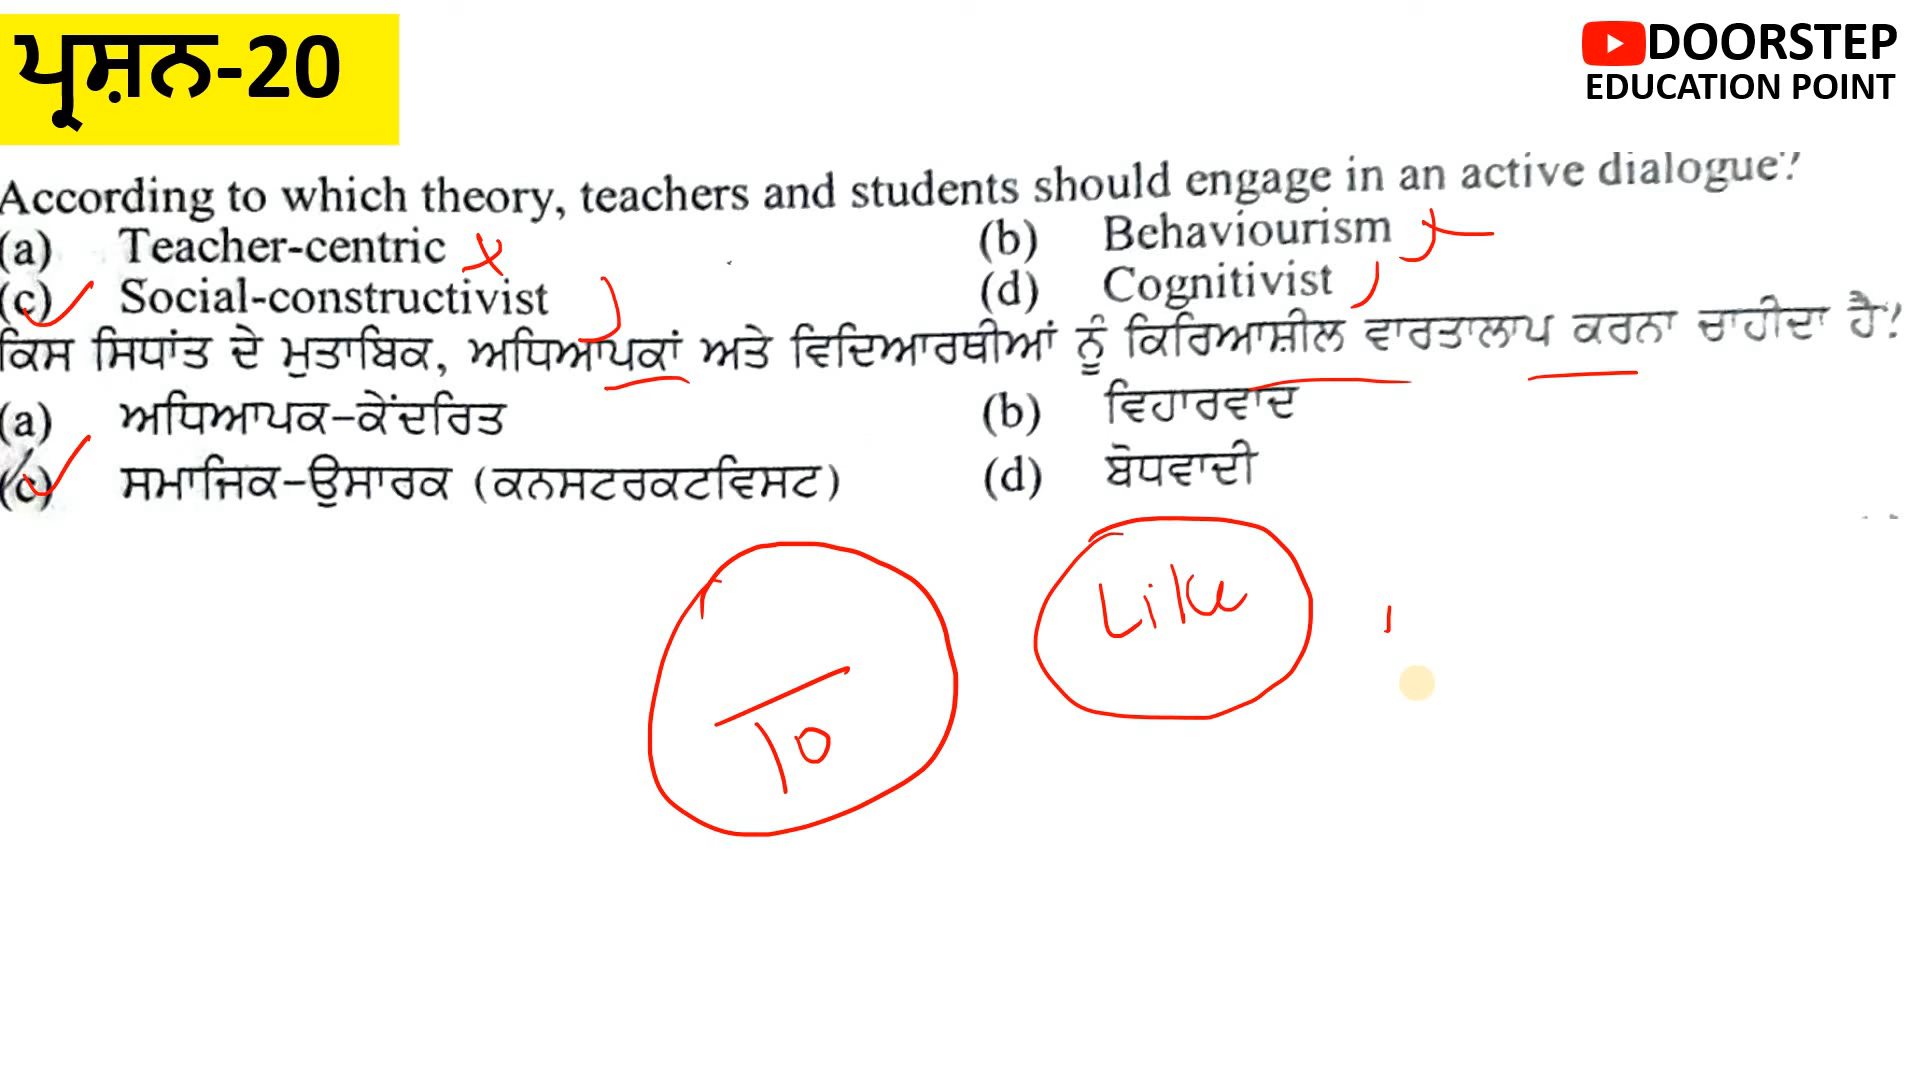 ਪ੍ਰਸ਼ਨ-20
DOORSTEP
EDUCATION POINT
According to which theory, teachers and students should engage in an active dialogue?
(a) Teacher-centric (b) Behaviourism
(c) Social-constructivist (d) Cognitivist
ਕਿਸ ਸਿਧਾਂਤ ਦੇ ਮੁਤਾਬਿਕ, ਅਧਿਆਪਕਾਂ ਅਤੇ ਵਿਦਿਆਰਥੀਆਂ ਨੂੰ ਕਿਰਿਆਸ਼ੀਲ ਵਾਰਤਾਲਾਪ ਕਰਨਾ ਚਾਹੀਦਾ ਹੈ?
(a) ਅਧਿਆਪਕ-ਕੇਂਦਰਿਤ (b) ਵਿਹਾਰਵਾਦ
(c) ਸਮਾਜਿਕ-ਉਸਾਰਕ (ਕਨਸਟਰਕਟਵਿਸਟ) (d) ਬੋਧਵਾਦੀ
Like
10